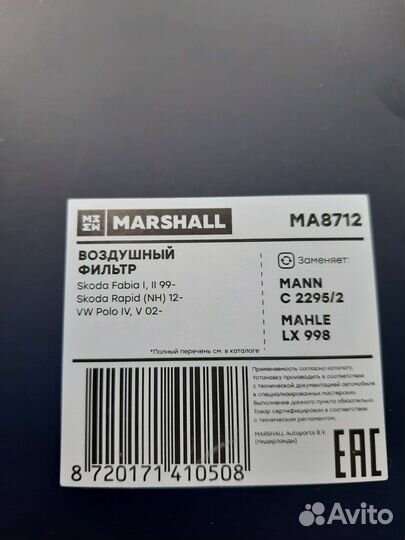 MARSHALL
MA8712
ВОЗДУШНЫЙ
ФИЛЬТР
Skoda Fabia I, II 99-
Skoda Rapid (NH) 12-
VW Polo IV, V 02-
*Полный перечень см. в каталоге
Заменяет:
MANN
C 2295/2
MAHLE
LX 998
Применяемость согласно каталогу.
Установку производить в соответствии
с технической документацией автомобиля
в специализированных мастерских.
Выполнение данного пункта обязательно.
Товар сертифицирован в соответствии
с техническим регламентом.
MARSHALL Autoparts B.V.
(Нидерланды)
8 720171 410508
EAC
Avito